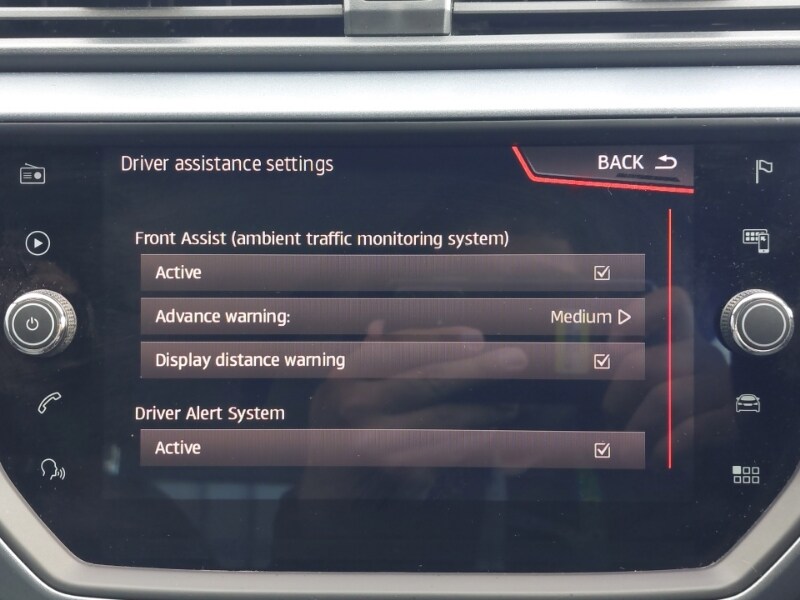 Driver assistance settings
BACK
Front Assist (ambient traffic monitoring system)
Active
Advance warning: Medium
Display distance warning
Driver Alert System
Active